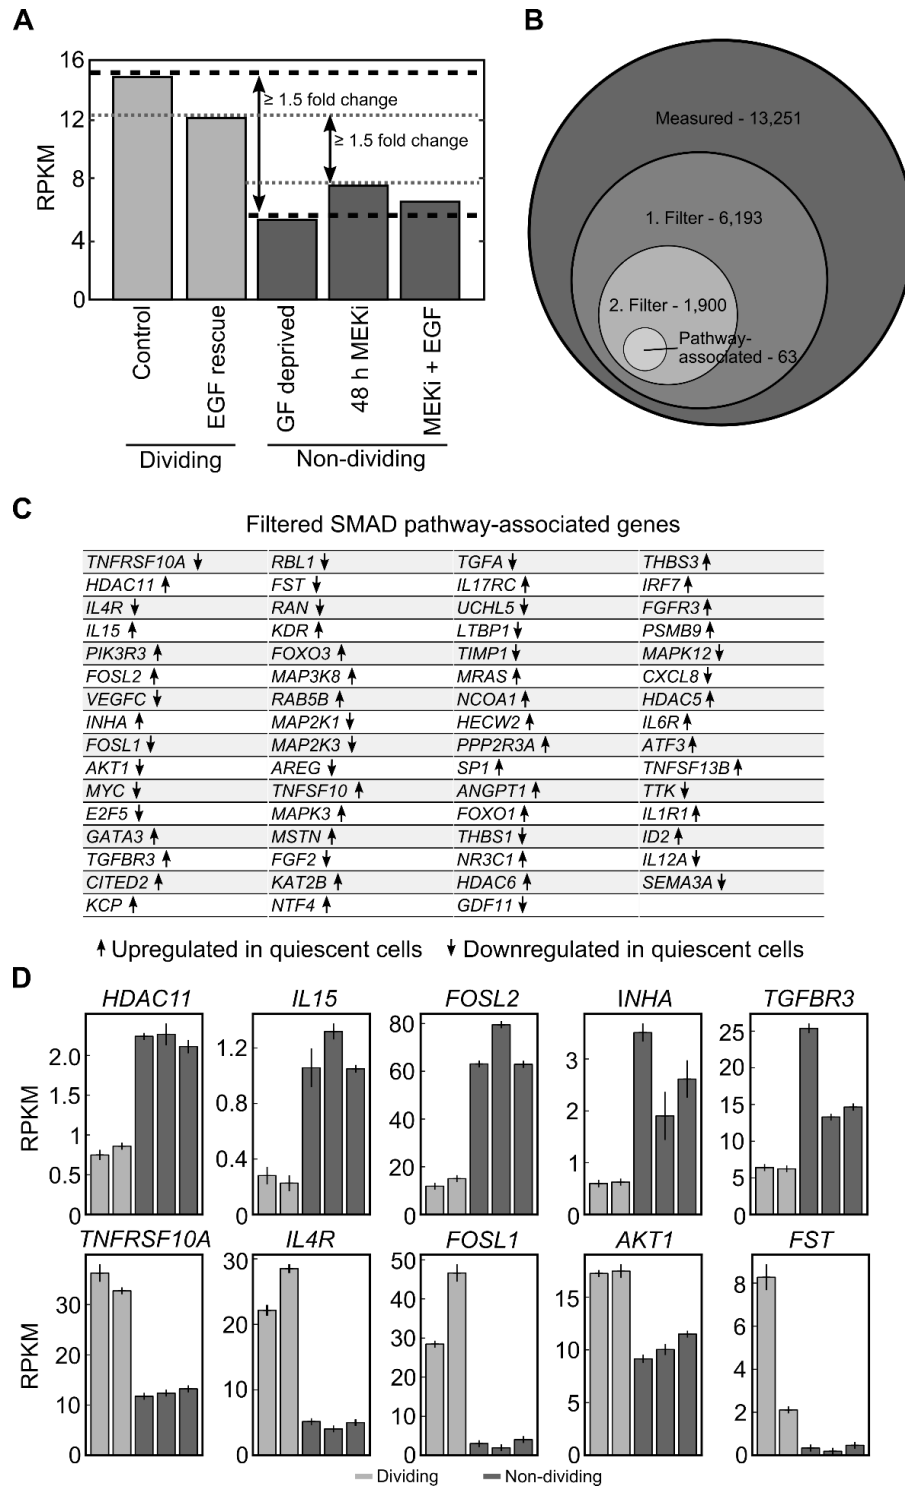 A
16
12
8
4
0
RPKM
≥ 1.5 fold change
≥ 1.5 fold change
Control
EGF rescue
GF deprived
48 h MEKi
MEKi + EGF
Dividing
Non-dividing
B
Measured - 13,251
1. Filter - 6,193
2. Filter - 1,900
Pathway-
associated - 63
C
Filtered SMAD pathway-associated genes
TNFRSF10A ↓ RBL1 ↓ TGFA ↓ THBS3 ↑
HDAC11 ↑ FST ↓ IL17RC ↑ IRF7 ↑
IL4R ↓ RAN ↓ UCHL5 ↓ FGFR3 ↑
IL15 ↑ KDR ↑ LTBP1 ↓ PSMB9 ↑
PIK3R3 ↑ FOXO3 ↑ TIMP1 ↓ MAPK12 ↓
FOSL2 ↑ MAP3K8 ↑ MRAS ↑ CXCL8 ↓
VEGFC ↓ RAB5B ↑ NCOA1 ↑ HDAC5 ↑
INHA ↑ MAP2K1 ↓ HECW2 ↑ IL6R ↑
FOSL1 ↓ MAP2K3 ↓ PPP2R3A ↑ ATF3 ↑
AKT1 ↓ AREG ↓ SP1 ↑ TNFSF13B ↑
MYC ↓ TNFSF10 ↑ ANGPT1 ↑ TTK ↓
E2F5 ↓ MAPK3 ↑ FOXO1 ↑ IL1R1 ↑
GATA3 ↑ MSTN ↑ THBS1 ↓ ID2 ↑
TGFBR3 ↑ FGF2 ↓ NR3C1 ↑ IL12A ↓
CITED2 ↑ KAT2B ↑ HDAC6 ↑ SEMA3A ↓
KCP ↑ NTF4 ↑ GDF11 ↓
↑ Upregulated in quiescent cells ↓ Downregulated in quiescent cells
D
HDAC11
2.0
1
0.5
0
RPKM
IL15
1.2
0.8
0.4
0
FOSL2
80
60
40
20
0
INHA
3
2
1
0
TGFBR3
25
20
15
10
5
0
TNFRSF10A
30
20
10
0
RPKM
IL4R
30
20
10
0
FOSL1
50
40
30
20
10
0
AKT1
15
10
5
0
FST
8
6
4
2
0
Dividing Non-dividing